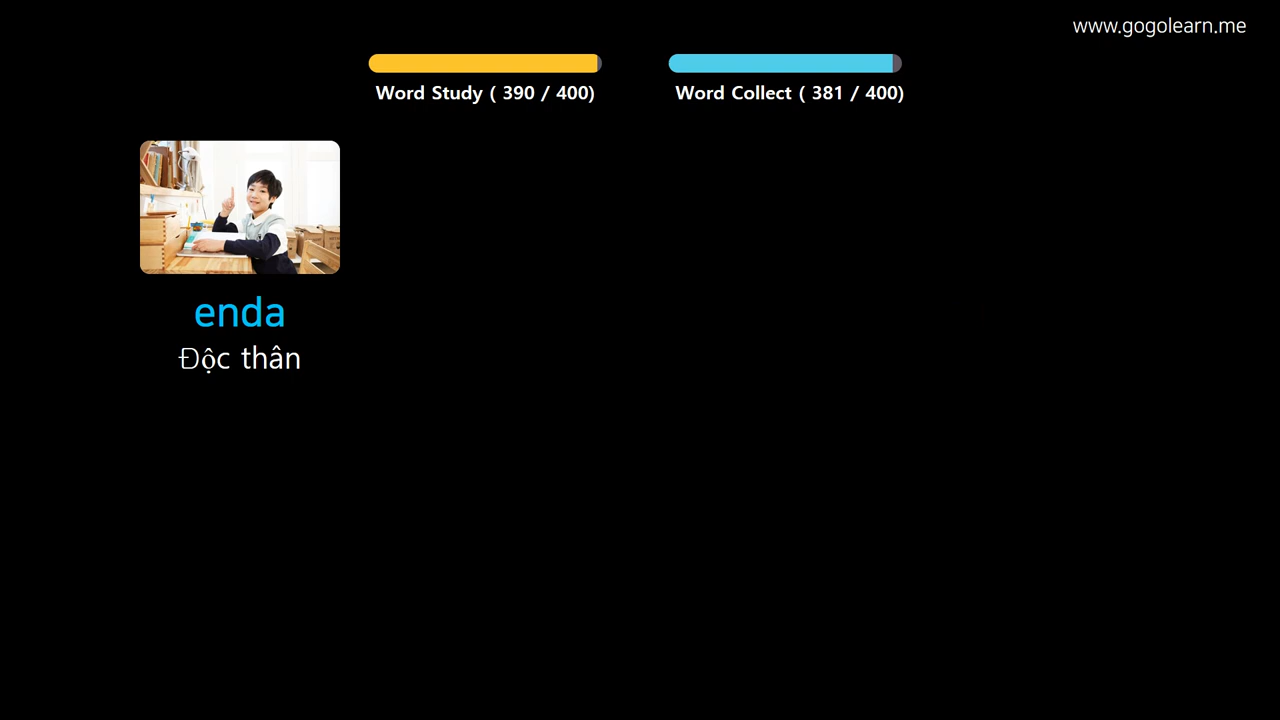 www.gogolearn.me
Word Study ( 390 / 400)
Word Collect ( 381 / 400)
enda
Độc thân